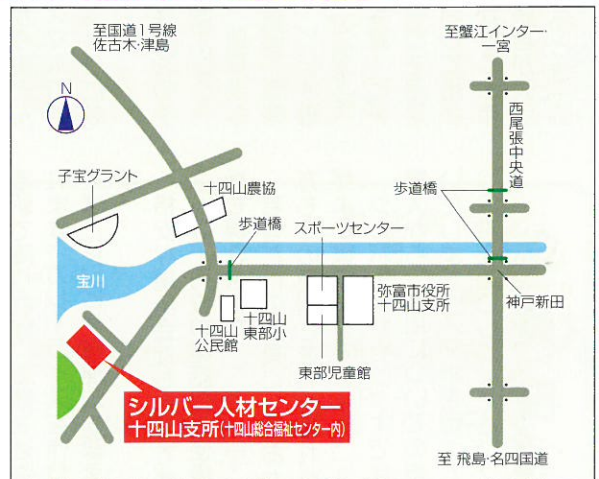 至国道1号線
佐古木・津島
至蟹江インター・
一宮
N
西尾張中央道
子宝グラント
十四山農協
歩道橋
スポーツセンター
歩道橋
宝川
十四山
公民館
十四山
東部小
弥富市役所
十四山支所
神戸新田
東部児童館
シルバー人材センター
十四山支所(十四山総合福祉センター内)
至 飛島・名四国道